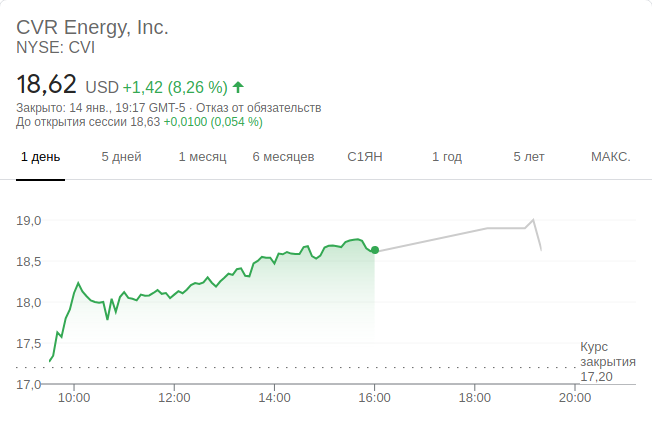 CVR Energy, Inc.
NYSE: CVI
18,62 USD +1,42 (8,26 %)
Закрыто: 14 янв., 19:17 GMT-5 · Отказ от обязательств
До открытия сессии 18,63 +0,0100 (0,054 %)
1 день 5 дней 1 месяц 6 месяцев С1ЯН 1 год 5 лет МАКС.
19,0
18,5
18,0
17,5
Курс
закрытия
17,20
17,0
10:00 12:00 14:00 16:00 18:00 20:00